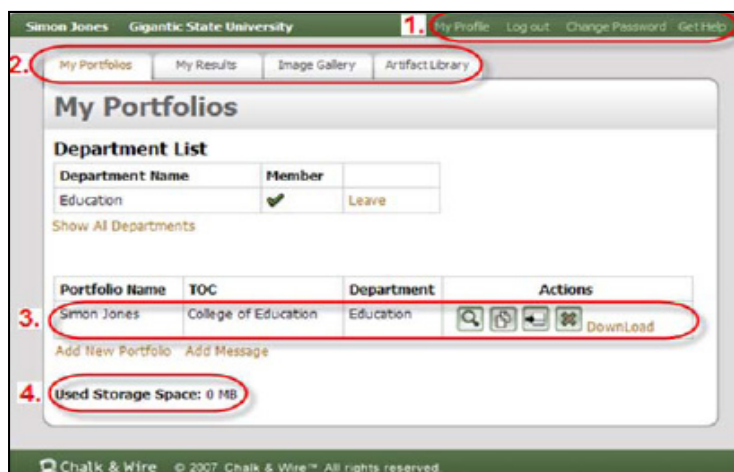 Simon Jones Gigantic State University 1. My Profile Log out Change Password Get Help
2. My Portfolios My Results Image Gallery Artifact Library
My Portfolios
Department List
Department Name Member
Education Leave
Show All Departments
Portfolio Name TOC Department Actions
3. Simon Jones College of Education Education DownLoad
Add New Portfolio Add Message
4. Used Storage Space: 0 MB
Chalk & Wire © 2007 Chalk & Wire™ All rights reserved